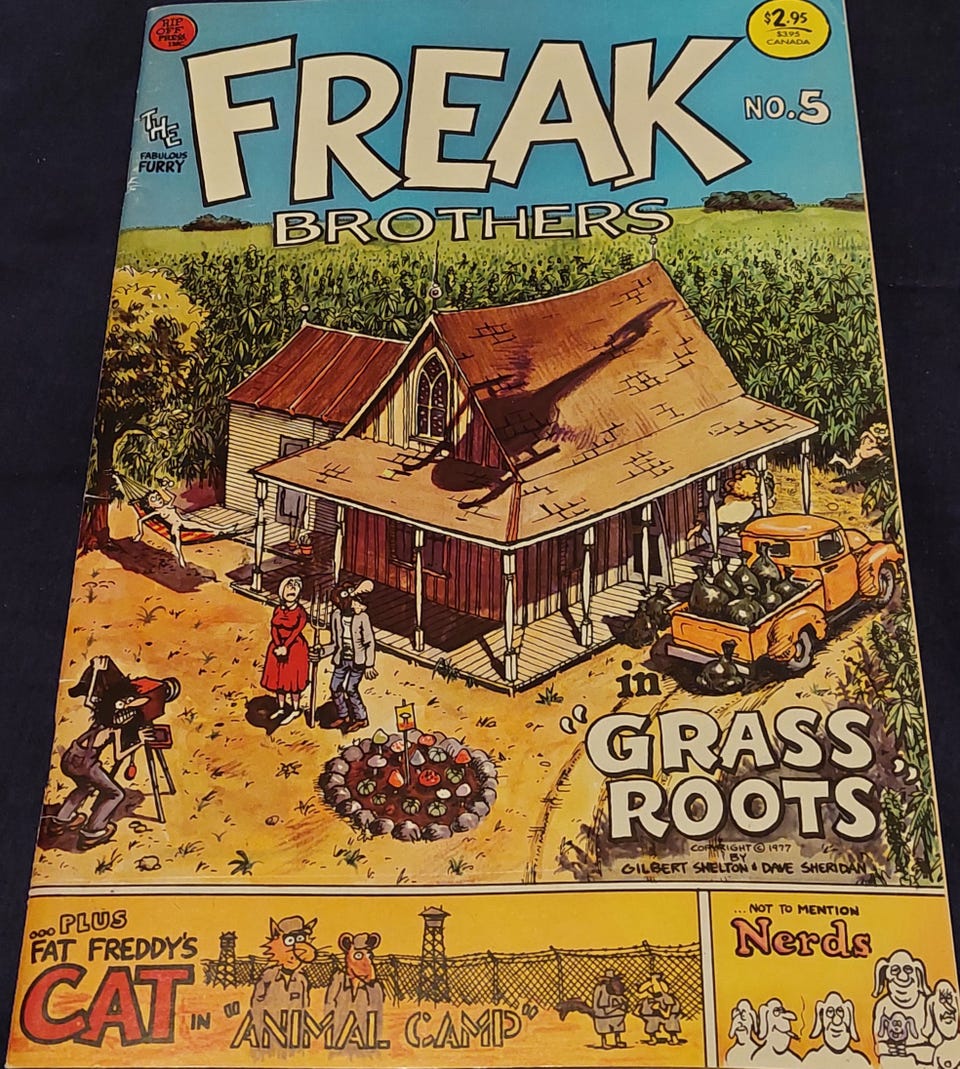 RIP
OFF
PRESS
INC
$2.95
$3.95
CANADA
THE
FABULOUS
FURRY
FREAK
BROTHERS
NO.5
in
"GRASS
ROOTS"
COPYRIGHT © 1977
BY
GILBERT SHELTON & DAVE SHERIDAN
...PLUS
FAT FREDDY'S
CAT
IN "ANIMAL CAMP"
...NOT TO MENTION
Nerds